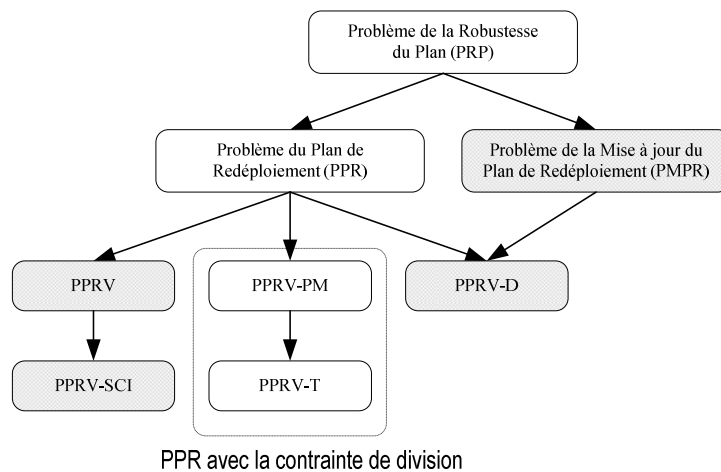 Problème de la Robustesse
du Plan (PRP)
Problème du Plan de
Redéploiement (PPR)
Problème de la Mise à jour du
Plan de Redéploiement (PMPR)
PPRV
PPRV-PM
PPRV-D
PPRV-SCI
PPRV-T
PPR avec la contrainte de division